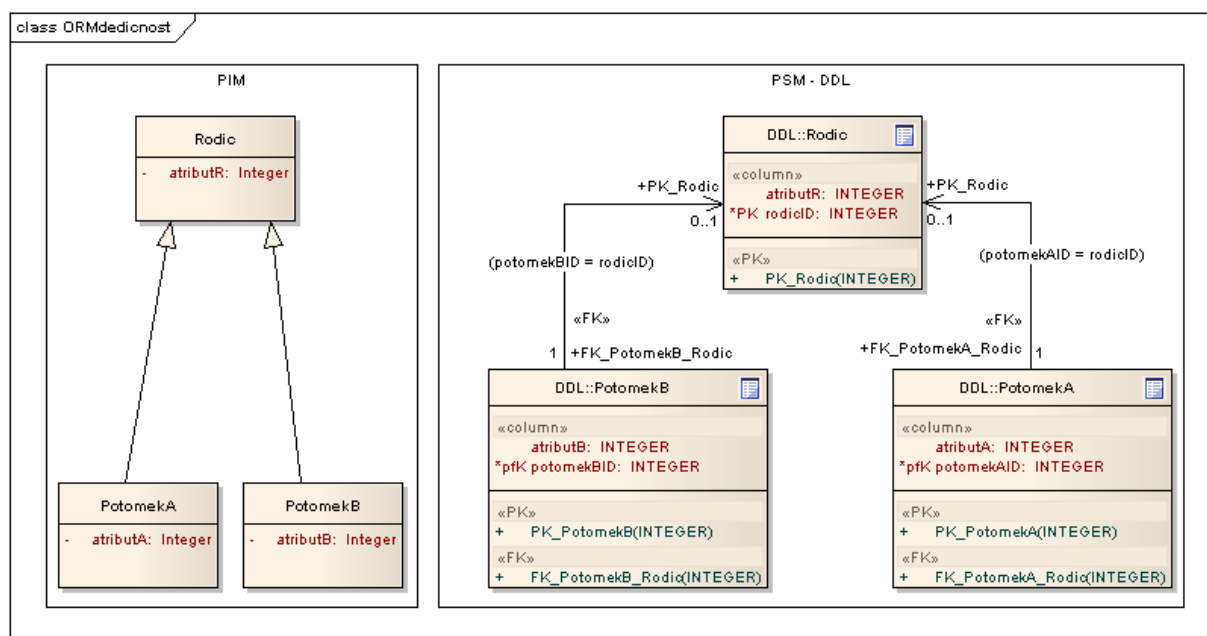 class ORMdedicnost
PIM
Rodic
- atributR: Integer
PotomekA
- atributA: Integer
PotomekB
- atributB: Integer
PSM - DDL
DDL::Rodic
«column»
atributR: INTEGER
*PK rodicID: INTEGER
«PK»
+ PK_Rodic(INTEGER)
+PK_Rodic
0..1
(potomekBID = rodicID)
«FK»
1 +FK_PotomekB_Rodic
+PK_Rodic
0..1
(potomekAID = rodicID)
«FK»
+FK_PotomekA_Rodic 1
DDL::PotomekB
«column»
atributB: INTEGER
*pfK potomekBID: INTEGER
«PK»
+ PK_PotomekB(INTEGER)
«FK»
+ FK_PotomekB_Rodic(INTEGER)
DDL::PotomekA
«column»
atributA: INTEGER
*pfK potomekAID: INTEGER
«PK»
+ PK_PotomekA(INTEGER)
«FK»
+ FK_PotomekA_Rodic(INTEGER)